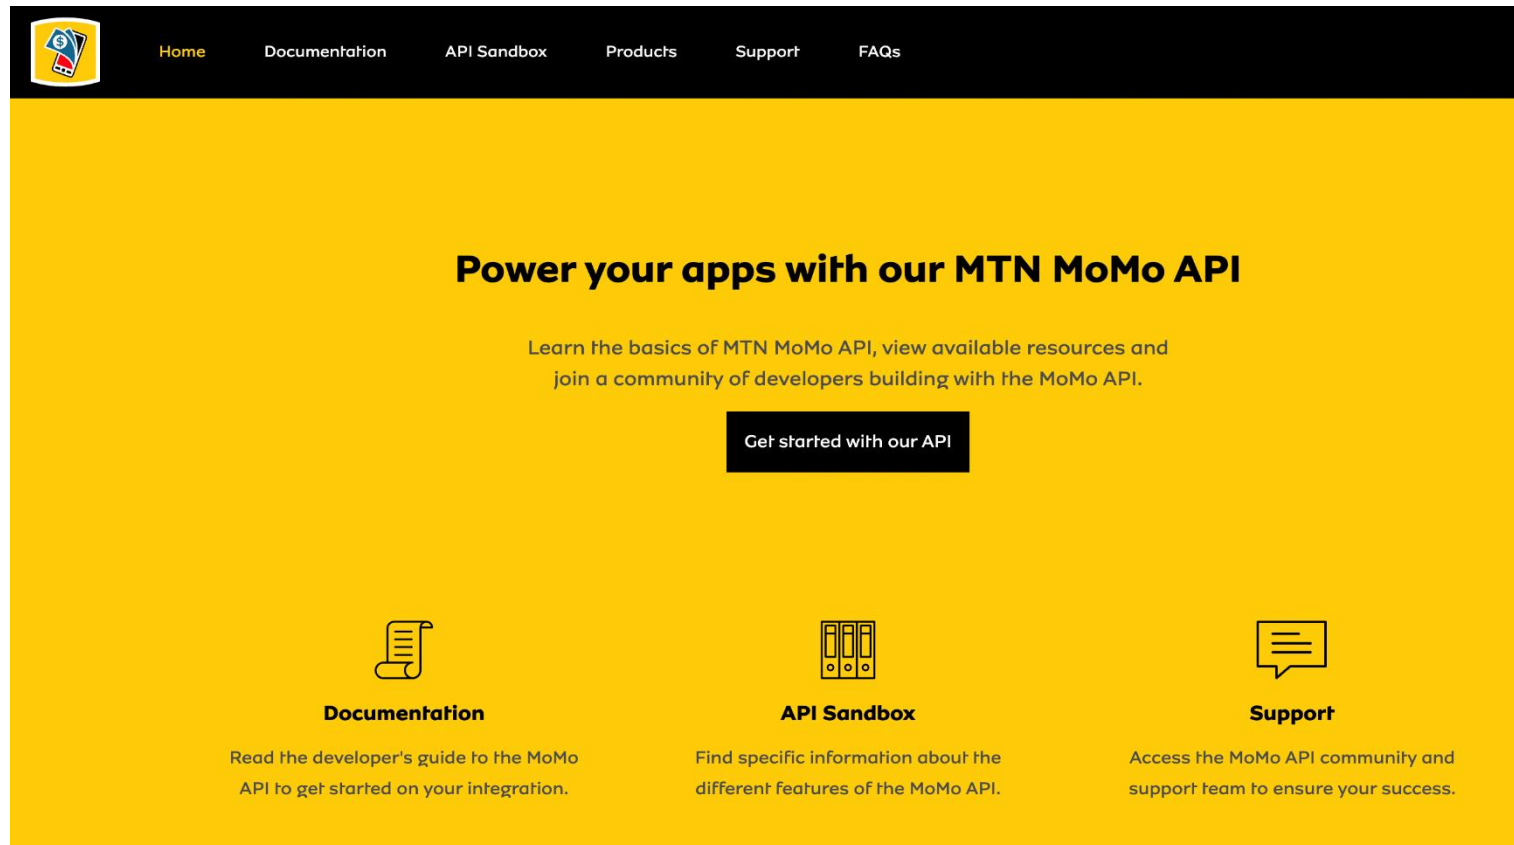 Home Documentation API Sandbox Products Support FAQs
Power your apps with our MTN MoMo API
Learn the basics of MTN MoMo API, view available resources and
join a community of developers building with the MoMo API.
Get started with our API
Documentation
Read the developer's guide to the MoMo
API to get started on your integration.
API Sandbox
Find specific information about the
different features of the MoMo API.
Support
Access the MoMo API community and
support team to ensure your success.